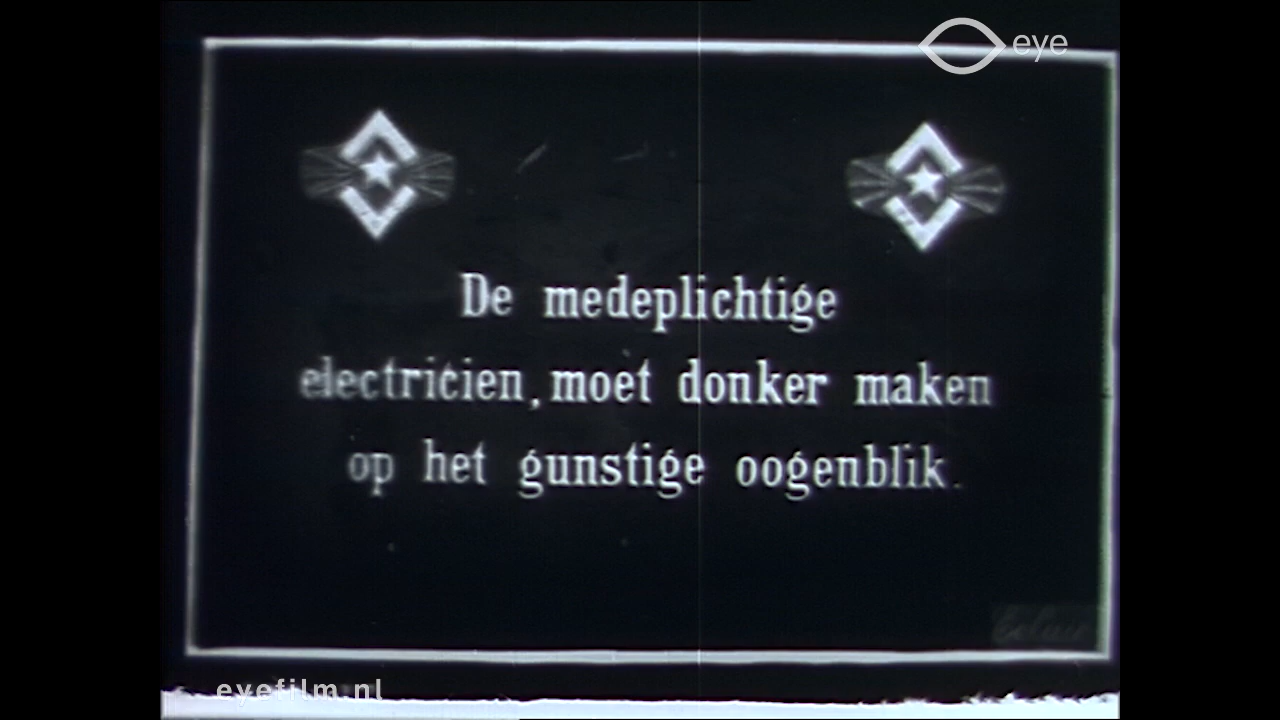 eye
De medeplichtige
electricien, moet donker maken
op het gunstige oogenblik.
eyefilm.nl